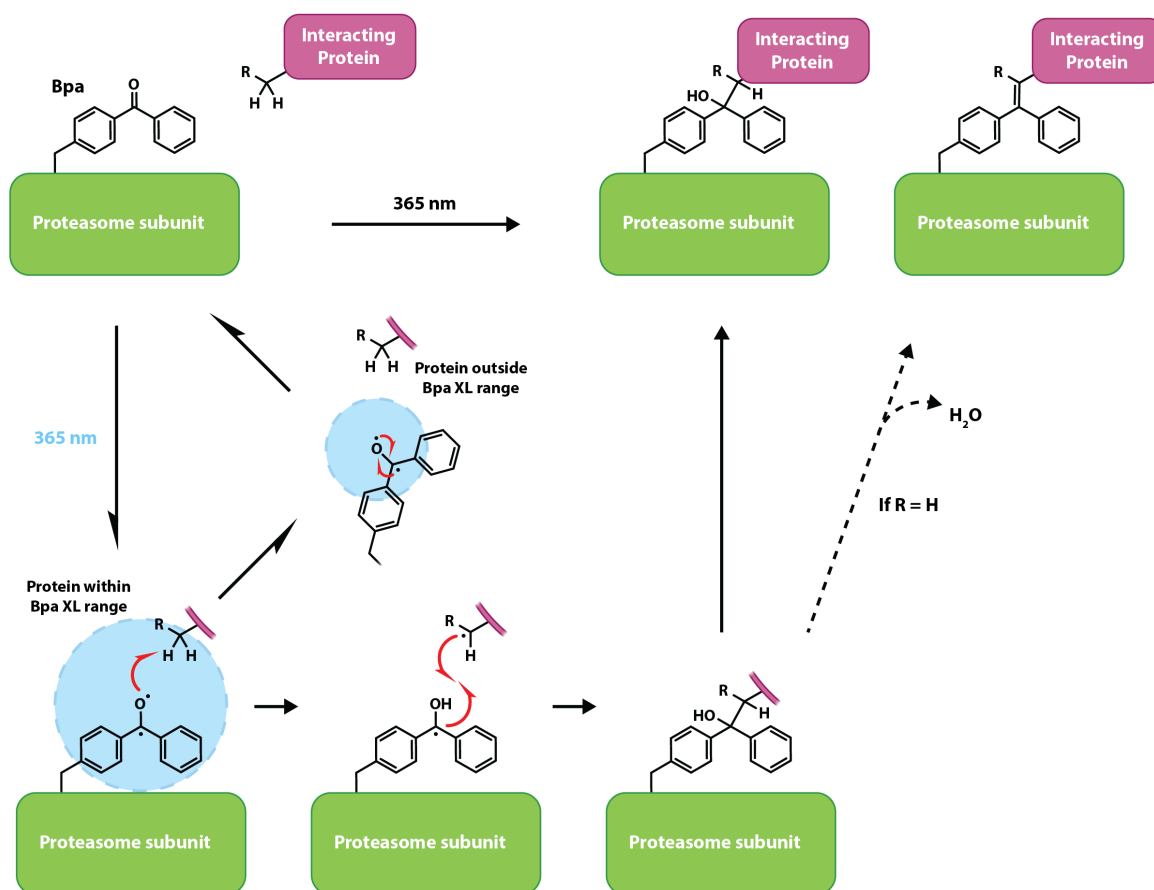 Interacting
Protein
R
H H
Bpa
O
Proteasome subunit
365 nm
Interacting
Protein
R
HO
H
Proteasome subunit
Interacting
Protein
R
Proteasome subunit
365 nm
R
H H
Protein outside
Bpa XL range
O
H2O
If R = H
Protein within
Bpa XL range
R
H H
O
Proteasome subunit
R
H
OH
Proteasome subunit
R
HO
H
Proteasome subunit